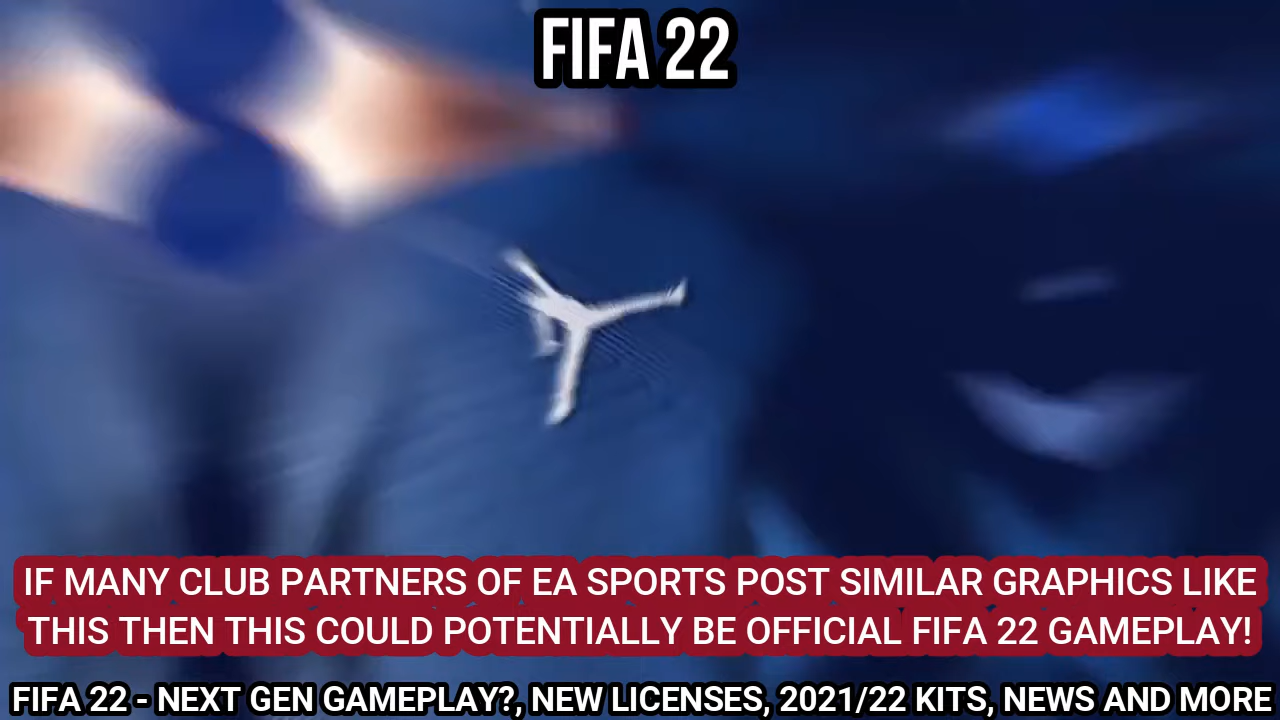 FIFA 22
IF MANY CLUB PARTNERS OF EA SPORTS POST SIMILAR GRAPHICS LIKE
THIS THEN THIS COULD POTENTIALLY BE OFFICIAL FIFA 22 GAMEPLAY!
FIFA 22 - NEXT GEN GAMEPLAY?, NEW LICENSES, 2021/22 KITS, NEWS AND MORE